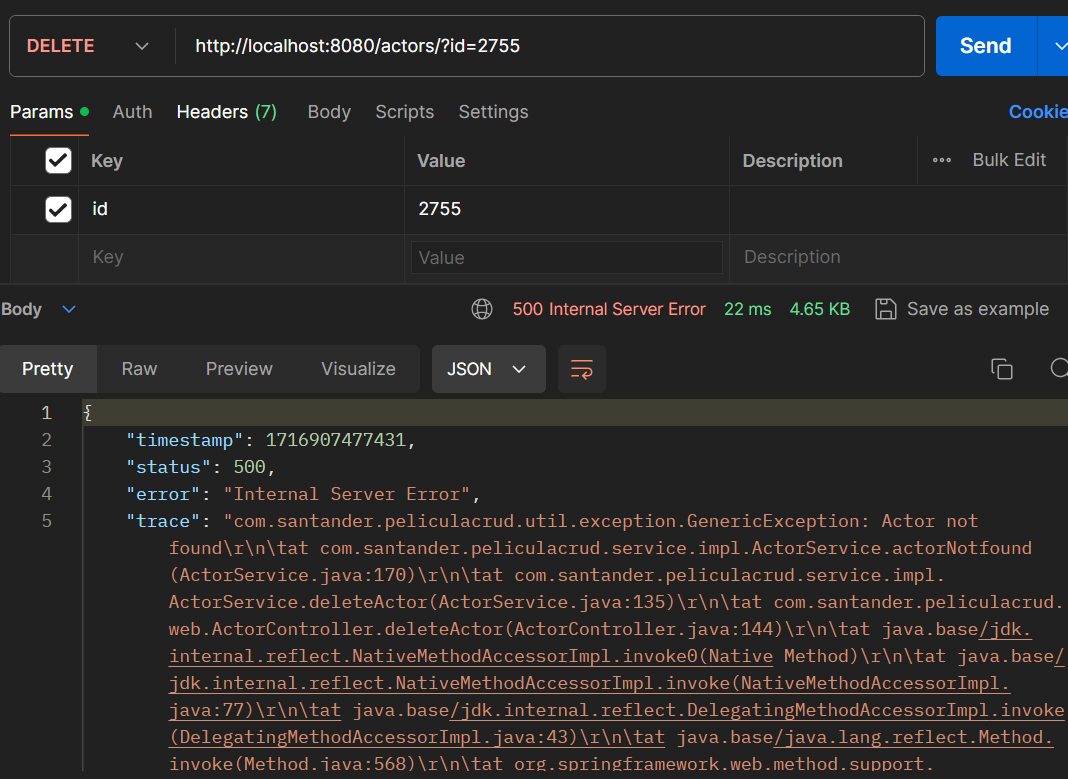 DELETE http://localhost:8080/actors/?id=2755 Send
Params Auth Headers (7) Body Scripts Settings Cookie
Key Value Description Bulk Edit
id 2755
Key Value Description
Body 500 Internal Server Error 22 ms 4.65 KB Save as example
Pretty Raw Preview Visualize JSON
1 {
2 "timestamp": 1716907477431,
3 "status": 500,
4 "error": "Internal Server Error",
5 "trace": "com.santander.peliculacrud.util.exception.GenericException: Actor not
found\r\n\tat com.santander.peliculacrud.service.impl.ActorService.actorNotfound
(ActorService.java:170)\r\n\tat com.santander.peliculacrud.service.impl.
ActorService.deleteActor(ActorService.java:135)\r\n\tat com.santander.peliculacrud.
web.ActorController.deleteActor(ActorController.java:144)\r\n\tat java.base/jdk.
internal.reflect.NativeMethodAccessorImpl.invoke0(Native Method)\r\n\tat java.base/
jdk.internal.reflect.NativeMethodAccessorImpl.invoke(NativeMethodAccessorImpl.
java:77)\r\n\tat java.base/jdk.internal.reflect.DelegatingMethodAccessorImpl.invoke
(DelegatingMethodAccessorImpl.java:43)\r\n\tat java.base/java.lang.reflect.Method.
invoke(Method.java:568)\r\n\tat org.springframework.web.method.support.